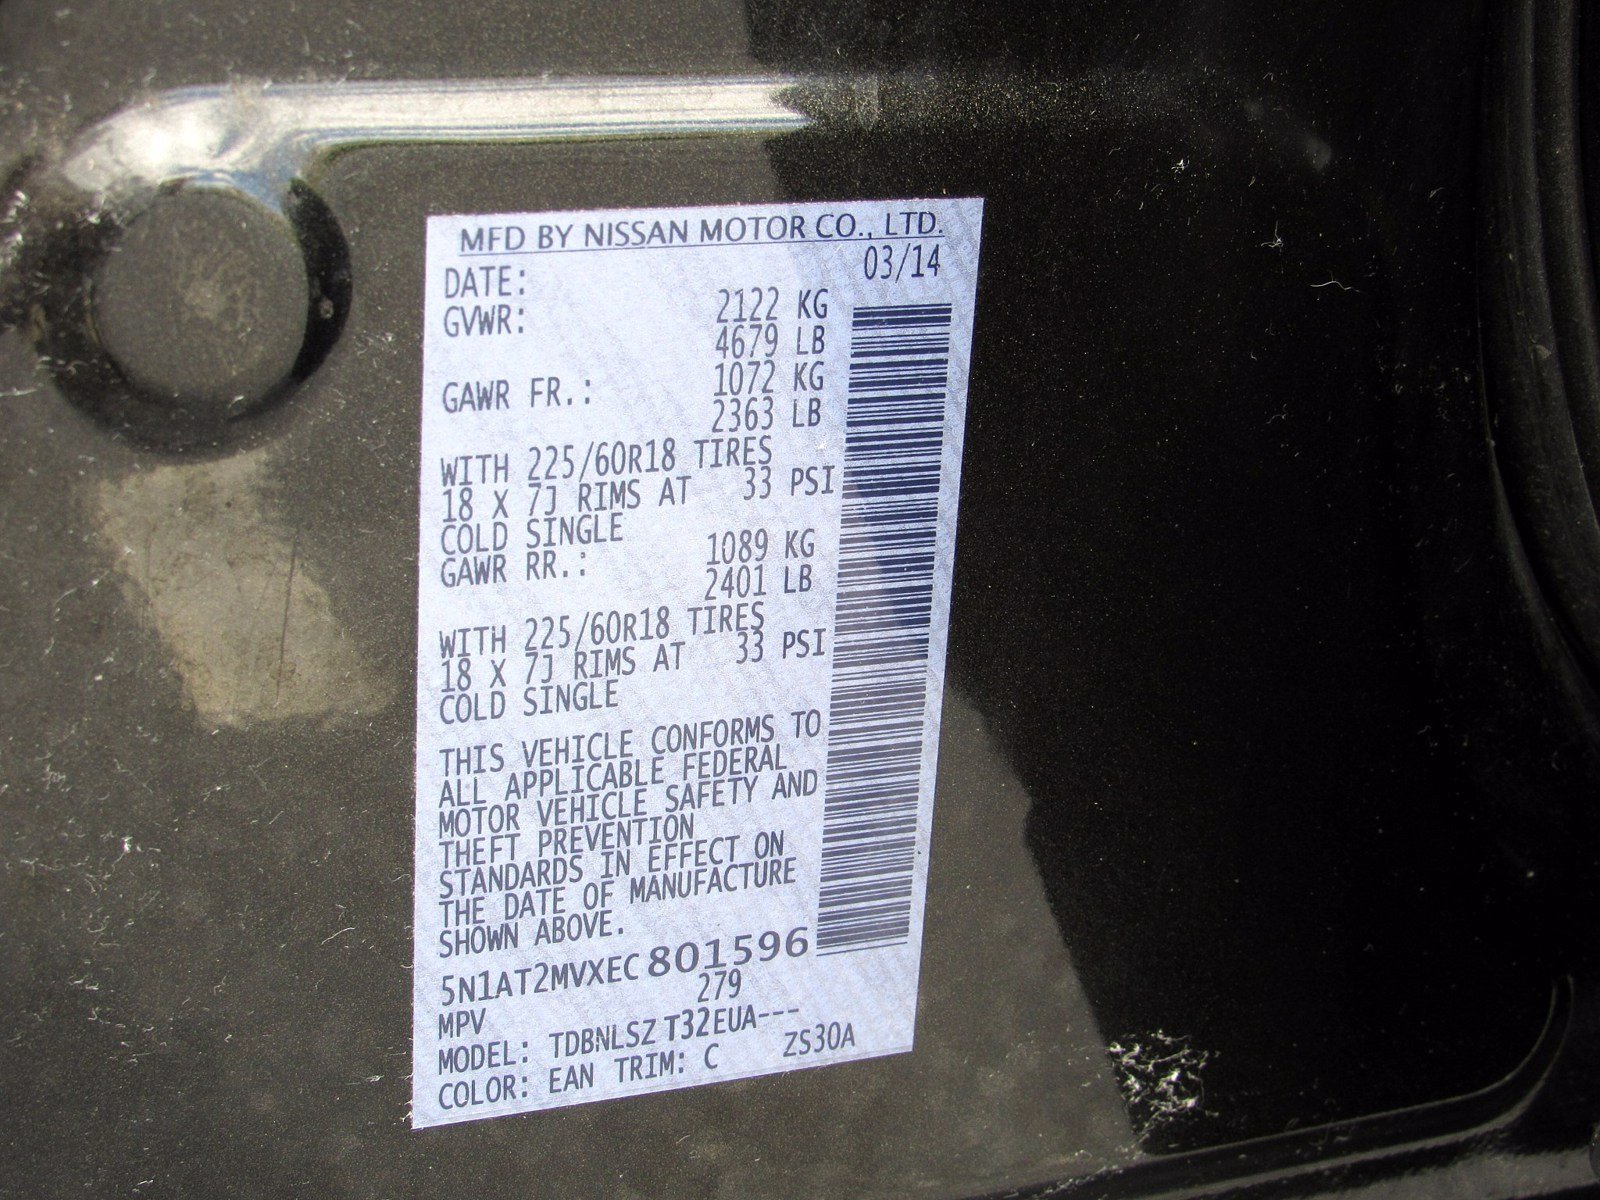 MFD BY NISSAN MOTOR CO., LTD.
DATE: 03/14
GVWR: 2122 KG
4679 LB
GAWR FR.: 1072 KG
2363 LB
WITH 225/60R18 TIRES
18 X 7J RIMS AT 33 PSI
COLD SINGLE
GAWR RR.: 1089 KG
2401 LB
WITH 225/60R18 TIRES
18 X 7J RIMS AT 33 PSI
COLD SINGLE
THIS VEHICLE CONFORMS TO
ALL APPLICABLE FEDERAL
MOTOR VEHICLE SAFETY AND
THEFT PREVENTION
STANDARDS IN EFFECT ON
THE DATE OF MANUFACTURE
SHOWN ABOVE.
5N1AT2MVXEC801596
279
MPV
MODEL: TDBNLSZ T32EUA---
COLOR: EAN TRIM: C ZS30A